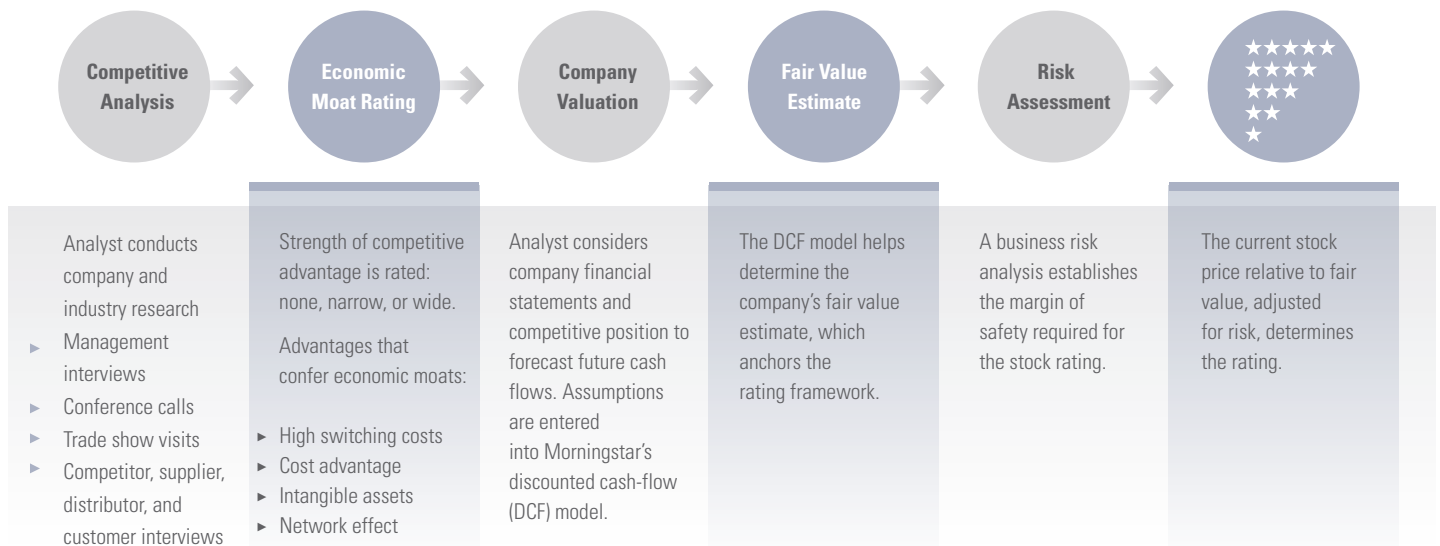 Competitive
Analysis
Economic
Moat Rating
Company
Valuation
Fair Value
Estimate
Risk
Assessment
★★★★★
★★★★
★★★
★★
★
Analyst conducts
company and
industry research
► Management
interviews
► Conference calls
► Trade show visits
► Competitor, supplier,
distributor, and
customer interviews
Strength of competitive
advantage is rated:
none, narrow, or wide.
Advantages that
confer economic moats:
► High switching costs
► Cost advantage
► Intangible assets
► Network effect
Analyst considers
company financial
statements and
competitive position to
forecast future cash
flows. Assumptions
are entered
into Morningstar’s
discounted cash-flow
(DCF) model.
The DCF model helps
determine the
company’s fair value
estimate, which
anchors the
rating framework.
A business risk
analysis establishes
the margin of
safety required for
the stock rating.
The current stock
price relative to fair
value, adjusted
for risk, determines
the rating.